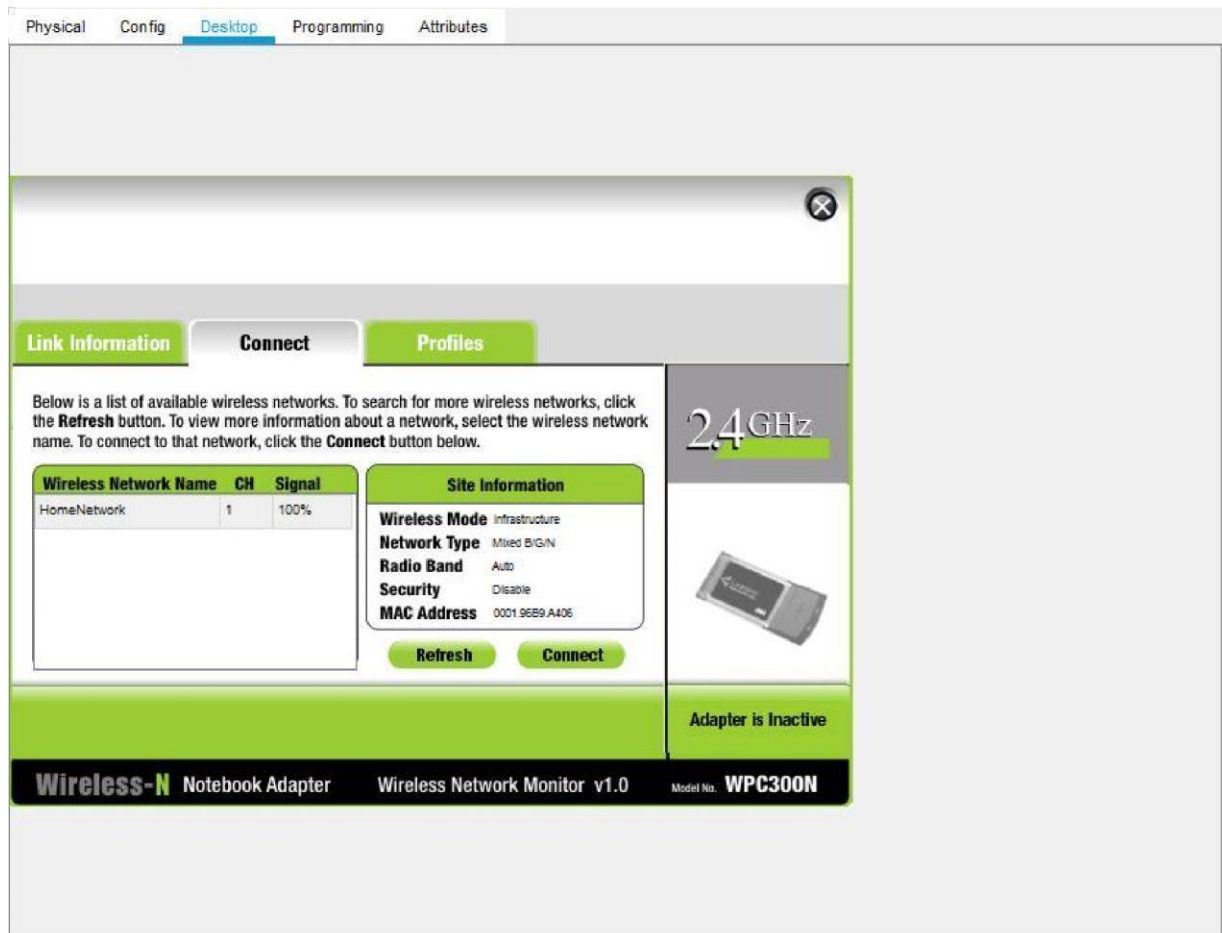 Physical Config Desktop Programming Attributes
Link Information Connect Profiles
Below is a list of available wireless networks. To search for more wireless networks, click
the Refresh button. To view more information about a network, select the wireless network
name. To connect to that network, click the Connect button below.
2.4GHz
Wireless Network Name CH Signal
HomeNetwork 1 100%
Site Information
Wireless Mode Infrastructure
Network Type Mixed B/G/N
Radio Band Auto
Security Disable
MAC Address 0001.96B9.A406
Refresh Connect
Adapter is Inactive
Wireless-N Notebook Adapter Wireless Network Monitor v1.0 Model No. WPC300N